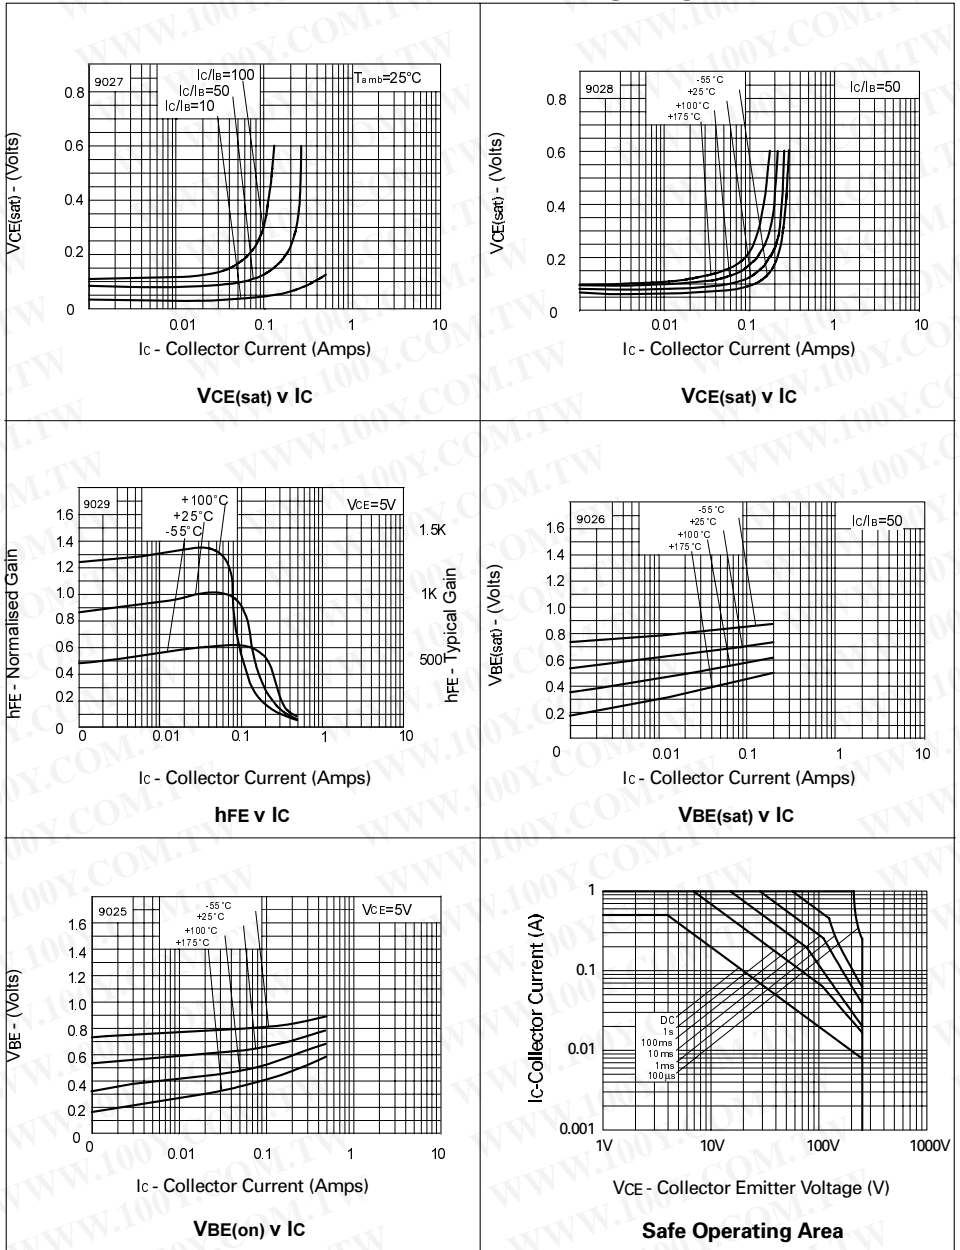 9027
IC/IB=100
IC/IB=50
IC/IB=10
Tamb=25°C
0.8
0.6
0.4
0.2
0
VCE(sat) - (Volts)
0.01
0.1
1
10
IC - Collector Current (Amps)
VCE(sat) v IC
9028
-55°C
+25°C
+100°C
+175°C
IC/IB=50
0.8
0.6
0.4
0.2
0
VCE(sat) - (Volts)
0.01
0.1
1
10
IC - Collector Current (Amps)
VCE(sat) v IC
9029
+100°C
+25°C
-55°C
VCE=5V
1.6
1.4
1.2
1.0
0.8
0.6
0.4
0.2
0
hFE - Normalised Gain
1.5K
1K
500
hFE - Typical Gain
0
0.01
0.1
1
10
IC - Collector Current (Amps)
hFE v IC
9026
-55°C
+25°C
+100°C
+175°C
IC/IB=50
1.6
1.4
1.2
1.0
0.8
0.6
0.4
0.2
0
VBE(sat) - (Volts)
0.01
0.1
1
10
IC - Collector Current (Amps)
VBE(sat) v IC
9025
-55°C
+25°C
+100°C
+175°C
VCE=5V
1.6
1.4
1.2
1.0
0.8
0.6
0.4
0.2
0
VBE - (Volts)
0
0.01
0.1
1
10
IC - Collector Current (Amps)
VBE(on) v IC
1
0.1
0.01
0.001
IC-Collector Current (A)
DC
1s
100ms
10ms
1ms
100µs
1V
10V
100V
1000V
VCE - Collector Emitter Voltage (V)
Safe Operating Area
WWW.100Y.COM.TW